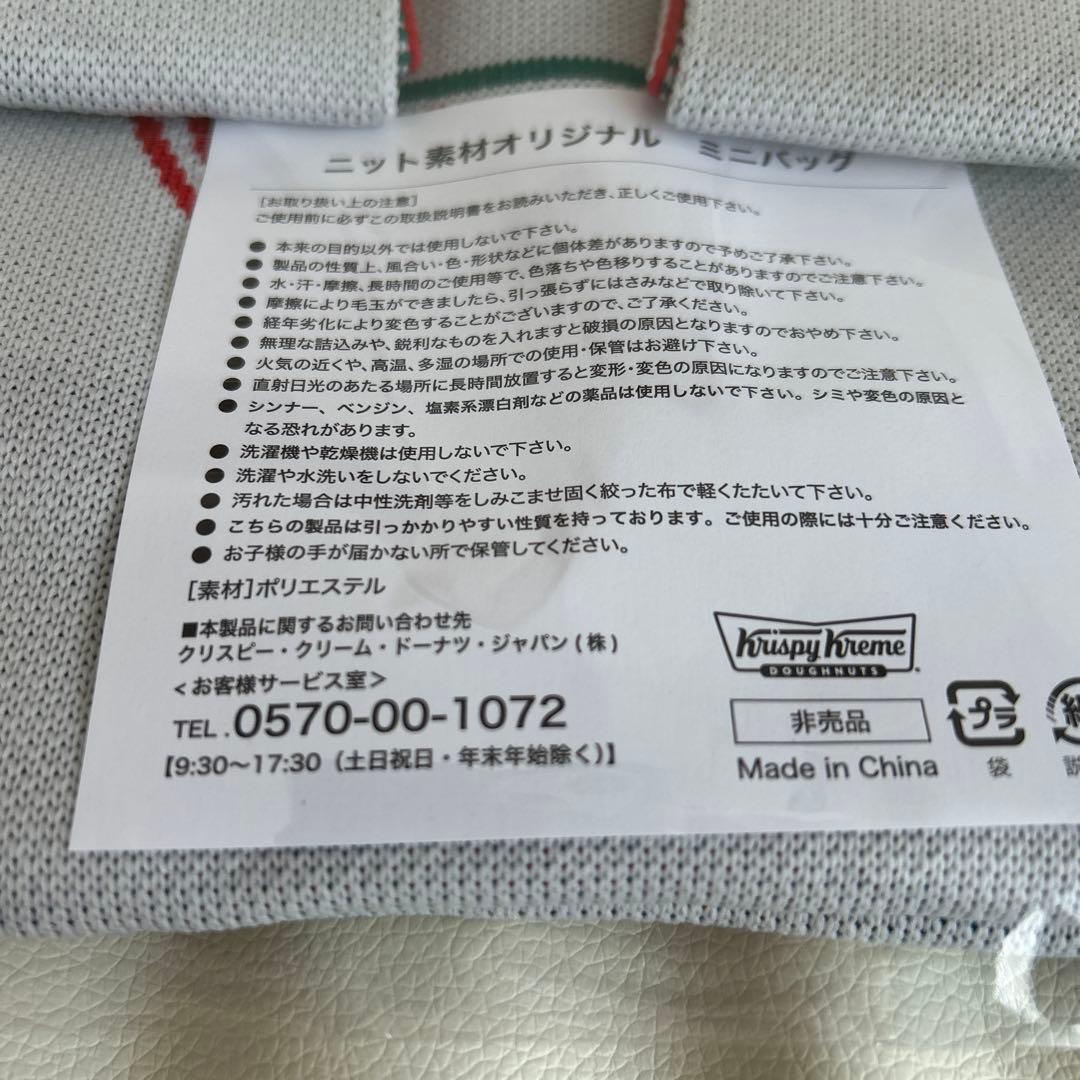 ニット素材オリジナル ミニバッグ
[お取り扱い上の注意]
ご使用前に必ずこの取扱説明書をお読みいただき、正しくご使用下さい。
● 本来の目的以外では使用しないで下さい。
● 製品の性質上、風合い・色・形状などに個体差がありますので予めご了承下さい。
● 水・汗・摩擦、長時間のご使用等で、色落ちや色移りすることがありますのでご注意下さい。
● 摩擦により毛玉ができましたら、引っ張らずにはさみなどで取り除いて下さい。
● 経年劣化により変色することがございますので、ご了承ください。
● 無理な詰込みや、鋭利なものを入れますと破損の原因となりますのでおやめ下さい。
● 火気の近くや、高温、多湿の場所での使用・保管はお避け下さい。
● 直射日光のあたる場所に長時間放置すると変形・変色の原因になりますのでご注意下さい。
● シンナー、ベンジン、塩素系漂白剤などの薬品は使用しないで下さい。シミや変色の原因と
なる恐れがあります。
● 洗濯機や乾燥機は使用しないで下さい。
● 洗濯や水洗いをしないでください。
● 汚れた場合は中性洗剤等をしみこませ固く絞った布で軽くたたいて下さい。
● こちらの製品は引っかかりやすい性質を持っております。ご使用の際には十分ご注意ください。
● お子様の手が届かない所で保管してください。
[素材]ポリエステル
■本製品に関するお問い合わせ先
クリスピー・クリーム・ドーナツ・ジャパン(株)
<お客様サービス室>
TEL.0570-00-1072
【9:30〜17:30（土日祝日・年末年始除く）】
Krispy Kreme
DOUGHNUTS
非売品
Made in China
プラ
袋
紙
説